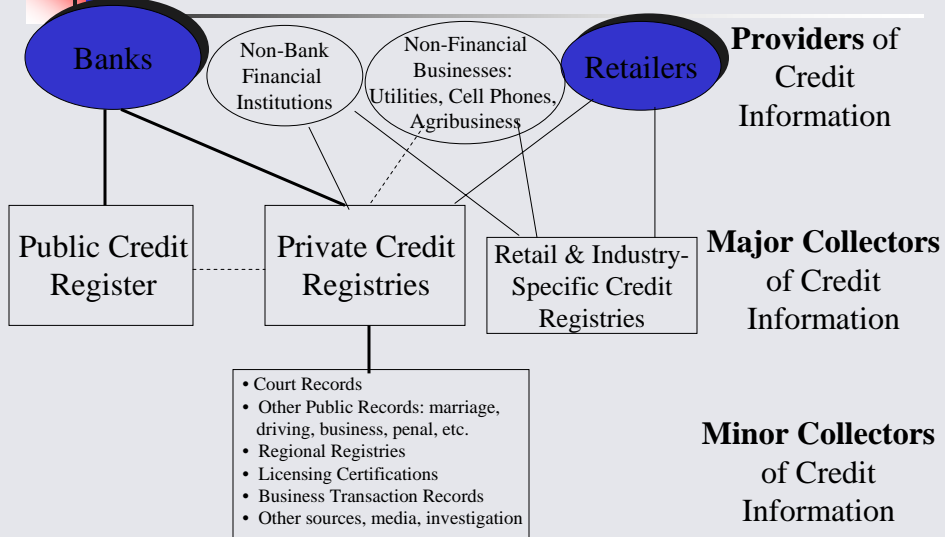 Banks
Non-Bank
Financial
Institutions
Non-Financial
Businesses:
Utilities, Cell Phones,
Agribusiness
Retailers
Providers of
Credit
Information
Public Credit
Register
Private Credit
Registries
Retail & Industry-
Specific Credit
Registries
Major Collectors
of Credit
Information
• Court Records
• Other Public Records: marriage,
driving, business, penal, etc.
• Regional Registries
• Licensing Certifications
• Business Transaction Records
• Other sources, media, investigation
Minor Collectors
of Credit
Information